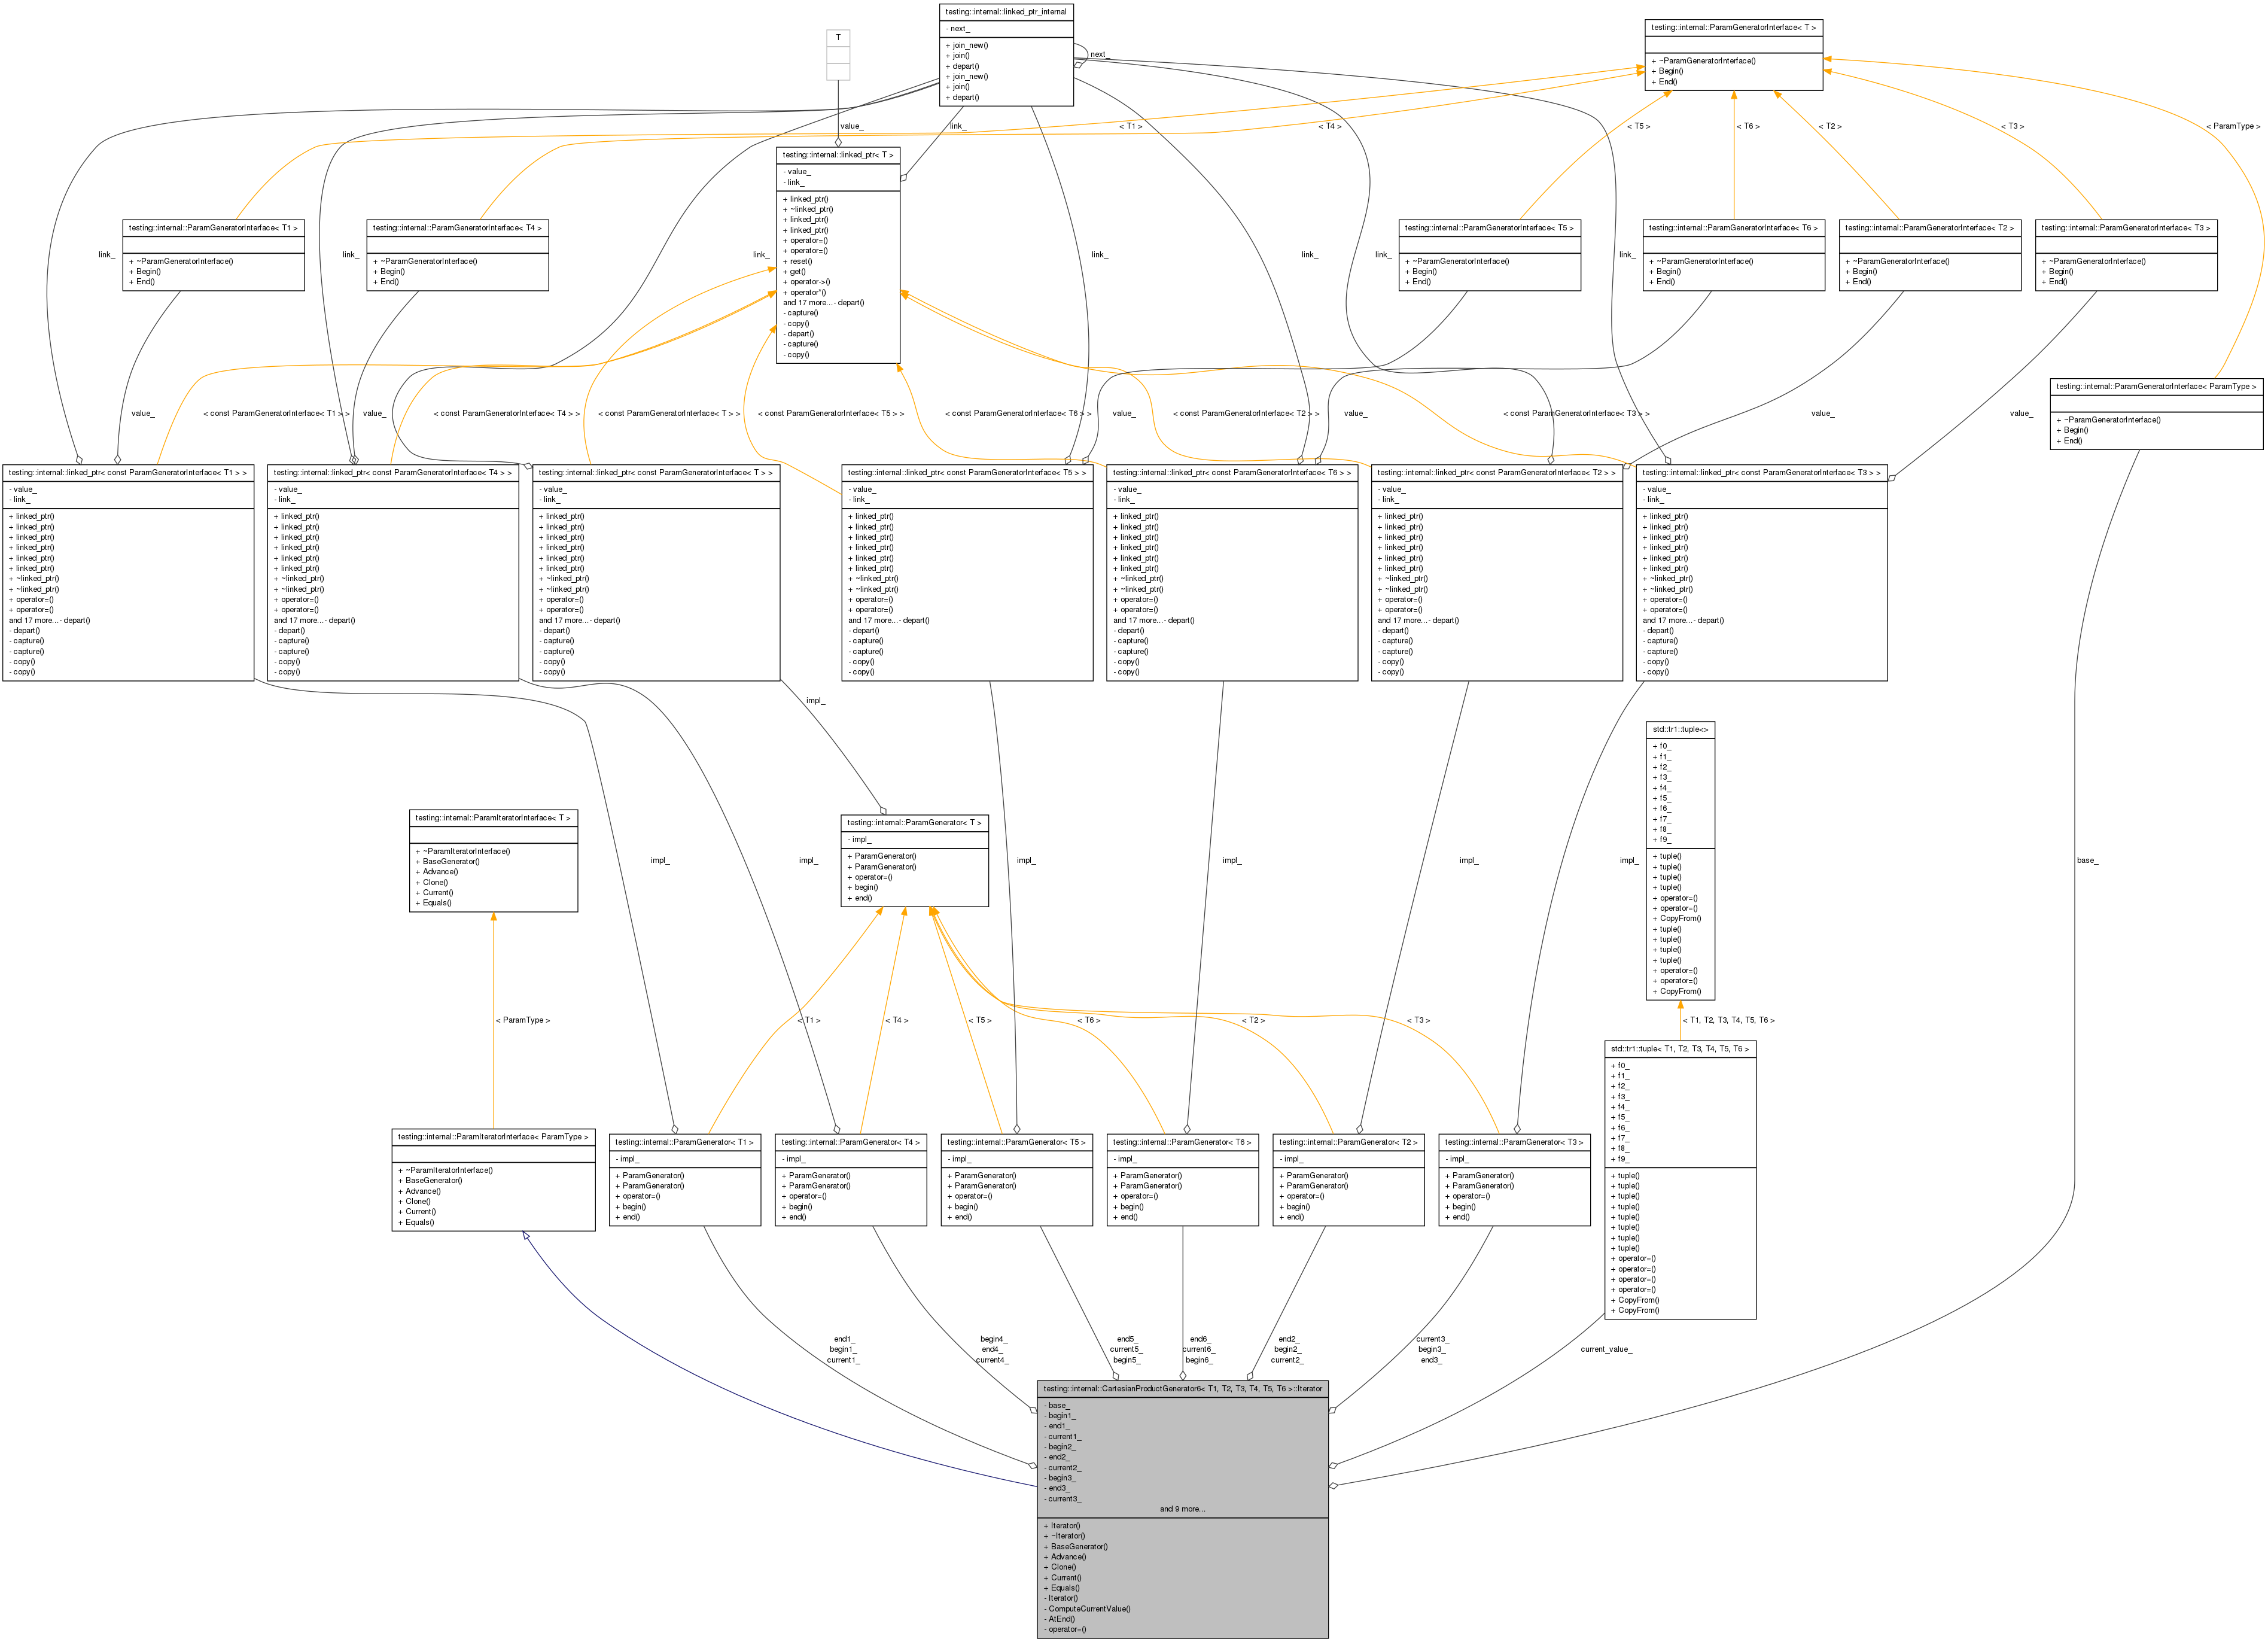 testing::internal::linked_ptr_internal
- next_
+ join_new()
+ join()
+ depart()
+ join_new()
+ join()
+ depart()
next_
testing::internal::ParamGeneratorInterface< T >
+ ~ParamGeneratorInterface()
+ Begin()
+ End()
T
value_
link_
< T1 >
< T4 >
< T5 >
< T6 >
< T2 >
< T3 >
< ParamType >
testing::internal::linked_ptr< T >
- value_
- link_
+ linked_ptr()
+ ~linked_ptr()
+ linked_ptr()
+ linked_ptr()
+ operator=()
+ operator=()
+ reset()
+ get()
+ operator->()
+ operator*()
and 17 more...- depart()
- capture()
- copy()
- depart()
- capture()
- copy()
testing::internal::ParamGeneratorInterface< T1 >
+ ~ParamGeneratorInterface()
+ Begin()
+ End()
testing::internal::ParamGeneratorInterface< T4 >
+ ~ParamGeneratorInterface()
+ Begin()
+ End()
testing::internal::ParamGeneratorInterface< T5 >
+ ~ParamGeneratorInterface()
+ Begin()
+ End()
testing::internal::ParamGeneratorInterface< T6 >
+ ~ParamGeneratorInterface()
+ Begin()
+ End()
testing::internal::ParamGeneratorInterface< T2 >
+ ~ParamGeneratorInterface()
+ Begin()
+ End()
testing::internal::ParamGeneratorInterface< T3 >
+ ~ParamGeneratorInterface()
+ Begin()
+ End()
link_
link_
link_
link_
link_
link_
link_
testing::internal::ParamGeneratorInterface< ParamType >
+ ~ParamGeneratorInterface()
+ Begin()
+ End()
value_
< const ParamGeneratorInterface< T1 > >
value_
< const ParamGeneratorInterface< T4 > >
< const ParamGeneratorInterface< T > >
< const ParamGeneratorInterface< T5 > >
< const ParamGeneratorInterface< T6 > >
value_
< const ParamGeneratorInterface< T2 > >
value_
< const ParamGeneratorInterface< T3 > >
value_
value_
testing::internal::linked_ptr< const ParamGeneratorInterface< T1 > >
- value_
- link_
+ linked_ptr()
+ linked_ptr()
+ linked_ptr()
+ linked_ptr()
+ linked_ptr()
+ linked_ptr()
+ ~linked_ptr()
+ ~linked_ptr()
+ operator=()
+ operator=()
and 17 more...- depart()
- depart()
- capture()
- capture()
- copy()
- copy()
testing::internal::linked_ptr< const ParamGeneratorInterface< T4 > >
- value_
- link_
+ linked_ptr()
+ linked_ptr()
+ linked_ptr()
+ linked_ptr()
+ linked_ptr()
+ linked_ptr()
+ ~linked_ptr()
+ ~linked_ptr()
+ operator=()
+ operator=()
and 17 more...- depart()
- depart()
- capture()
- capture()
- copy()
- copy()
testing::internal::linked_ptr< const ParamGeneratorInterface< T > >
- value_
- link_
+ linked_ptr()
+ linked_ptr()
+ linked_ptr()
+ linked_ptr()
+ linked_ptr()
+ linked_ptr()
+ ~linked_ptr()
+ ~linked_ptr()
+ operator=()
+ operator=()
and 17 more...- depart()
- depart()
- capture()
- capture()
- copy()
- copy()
testing::internal::linked_ptr< const ParamGeneratorInterface< T5 > >
- value_
- link_
+ linked_ptr()
+ linked_ptr()
+ linked_ptr()
+ linked_ptr()
+ linked_ptr()
+ linked_ptr()
+ ~linked_ptr()
+ ~linked_ptr()
+ operator=()
+ operator=()
and 17 more...- depart()
- depart()
- capture()
- capture()
- copy()
- copy()
testing::internal::linked_ptr< const ParamGeneratorInterface< T6 > >
- value_
- link_
+ linked_ptr()
+ linked_ptr()
+ linked_ptr()
+ linked_ptr()
+ linked_ptr()
+ linked_ptr()
+ ~linked_ptr()
+ ~linked_ptr()
+ operator=()
+ operator=()
and 17 more...- depart()
- depart()
- capture()
- capture()
- copy()
- copy()
testing::internal::linked_ptr< const ParamGeneratorInterface< T2 > >
- value_
- link_
+ linked_ptr()
+ linked_ptr()
+ linked_ptr()
+ linked_ptr()
+ linked_ptr()
+ linked_ptr()
+ ~linked_ptr()
+ ~linked_ptr()
+ operator=()
+ operator=()
and 17 more...- depart()
- depart()
- capture()
- capture()
- copy()
- copy()
testing::internal::linked_ptr< const ParamGeneratorInterface< T3 > >
- value_
- link_
+ linked_ptr()
+ linked_ptr()
+ linked_ptr()
+ linked_ptr()
+ linked_ptr()
+ linked_ptr()
+ ~linked_ptr()
+ ~linked_ptr()
+ operator=()
+ operator=()
and 17 more...- depart()
- depart()
- capture()
- capture()
- copy()
- copy()
impl_
std::tr1::tuple<>
+ f0_
+ f1_
+ f2_
+ f3_
+ f4_
+ f5_
+ f6_
+ f7_
+ f8_
+ f9_
+ tuple()
+ tuple()
+ tuple()
+ tuple()
+ operator=()
+ operator=()
+ CopyFrom()
+ tuple()
+ tuple()
+ tuple()
+ tuple()
+ operator=()
+ operator=()
+ CopyFrom()
testing::internal::ParamIteratorInterface< T >
+ ~ParamIteratorInterface()
+ BaseGenerator()
+ Advance()
+ Clone()
+ Current()
+ Equals()
testing::internal::ParamGenerator< T >
- impl_
+ ParamGenerator()
+ ParamGenerator()
+ operator=()
+ begin()
+ end()
impl_
impl_
impl_
impl_
impl_
impl_
base_
< ParamType >
< T1 >
< T4 >
< T5 >
< T6 >
< T2 >
< T3 >
< T1, T2, T3, T4, T5, T6 >
std::tr1::tuple< T1, T2, T3, T4, T5, T6 >
+ f0_
+ f1_
+ f2_
+ f3_
+ f4_
+ f5_
+ f6_
+ f7_
+ f8_
+ f9_
+ tuple()
+ tuple()
+ tuple()
+ tuple()
+ tuple()
+ tuple()
+ tuple()
+ tuple()
+ operator=()
+ operator=()
+ operator=()
+ operator=()
+ CopyFrom()
+ CopyFrom()
testing::internal::ParamIteratorInterface< ParamType >
+ ~ParamIteratorInterface()
+ BaseGenerator()
+ Advance()
+ Clone()
+ Current()
+ Equals()
testing::internal::ParamGenerator< T1 >
- impl_
+ ParamGenerator()
+ ParamGenerator()
+ operator=()
+ begin()
+ end()
testing::internal::ParamGenerator< T4 >
- impl_
+ ParamGenerator()
+ ParamGenerator()
+ operator=()
+ begin()
+ end()
testing::internal::ParamGenerator< T5 >
- impl_
+ ParamGenerator()
+ ParamGenerator()
+ operator=()
+ begin()
+ end()
testing::internal::ParamGenerator< T6 >
- impl_
+ ParamGenerator()
+ ParamGenerator()
+ operator=()
+ begin()
+ end()
testing::internal::ParamGenerator< T2 >
- impl_
+ ParamGenerator()
+ ParamGenerator()
+ operator=()
+ begin()
+ end()
testing::internal::ParamGenerator< T3 >
- impl_
+ ParamGenerator()
+ ParamGenerator()
+ operator=()
+ begin()
+ end()
end1_
begin1_
current1_
begin4_
end4_
current4_
end5_
current5_
begin5_
end6_
current6_
begin6_
end2_
begin2_
current2_
current3_
begin3_
end3_
current_value_
testing::internal::CartesianProductGenerator6< T1, T2, T3, T4, T5, T6 >::Iterator
- base_
- begin1_
- end1_
- current1_
- begin2_
- end2_
- current2_
- begin3_
- end3_
- current3_
and 9 more...
+ Iterator()
+ ~Iterator()
+ BaseGenerator()
+ Advance()
+ Clone()
+ Current()
+ Equals()
- Iterator()
- ComputeCurrentValue()
- AtEnd()
- operator=()